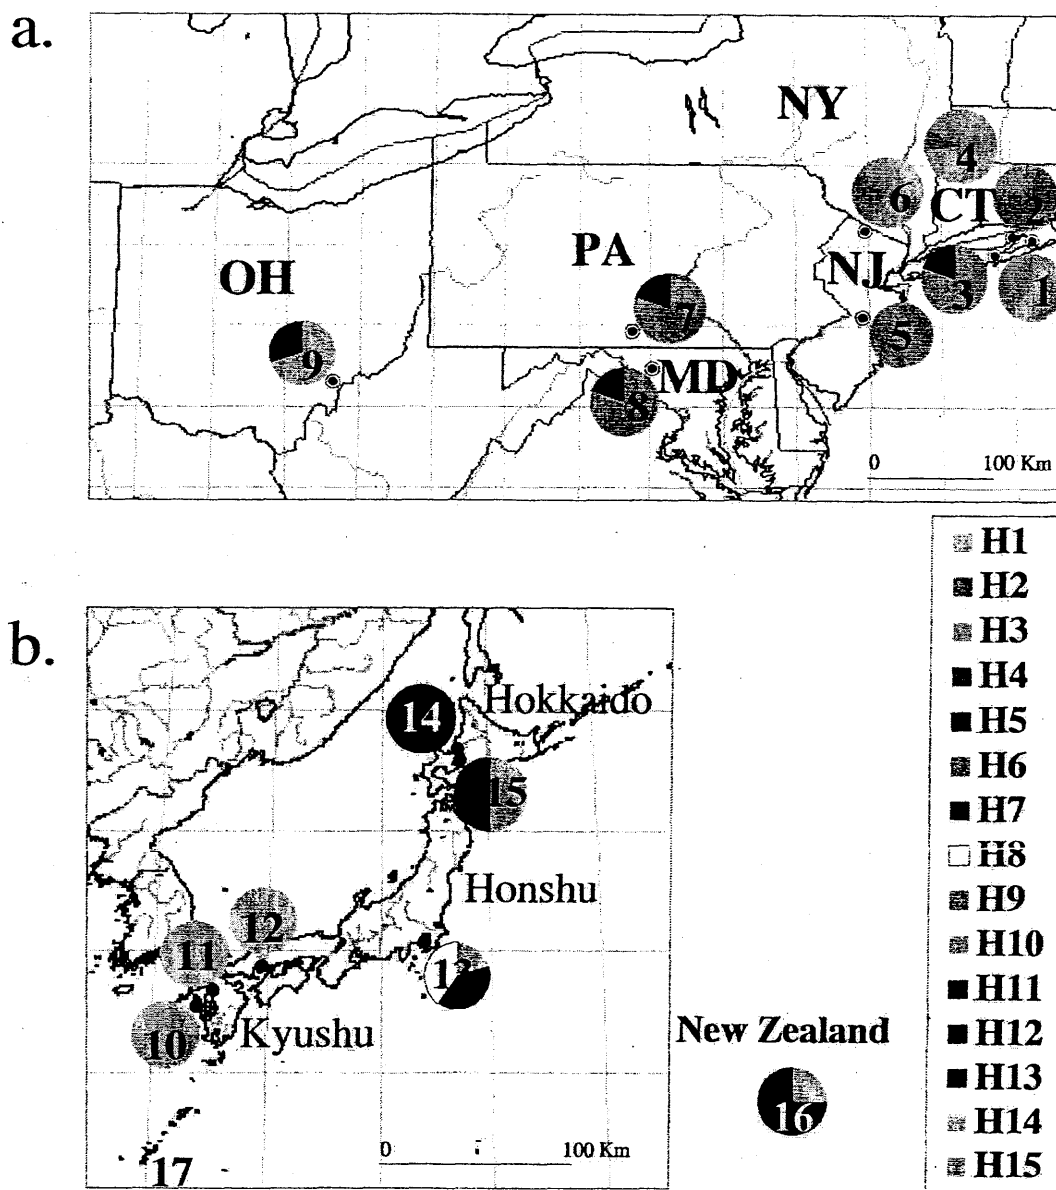 a.
NY
4
6
CT
2
PA
OH
NJ
3
1
7
5
9
MD
8
0
100 Km
H1
H2
H3
H4
H5
H6
H7
H8
H9
H10
H11
H12
H13
H14
H15
b.
Hokkaido
14
15
Honshu
12
11
13
Kyushu
10
New Zealand
16
0
100 Km
17